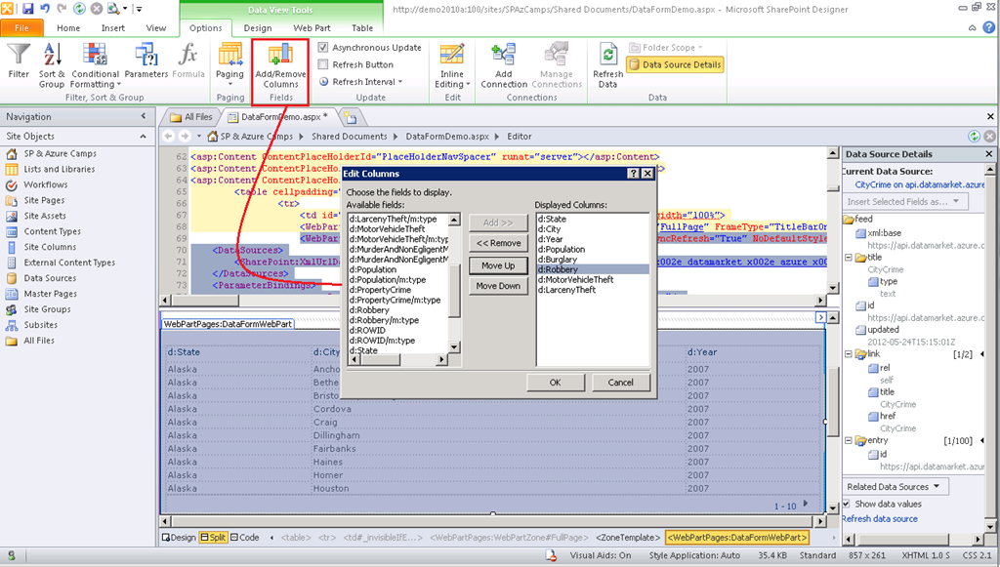 Data View Tools
http://demo2010a:100/sites/SPAzCamps/Shared Documents/DataFormDemo.aspx - Microsoft SharePoint Designer
File Home Insert View Options Design Web Part Table
Filter
Sort & Group
Conditional Formatting
Parameters
Formula
Filter, Sort & Group
Paging
Paging
Add/Remove Columns
Fields
Asynchronous Update
Refresh Button
Refresh Interval
Update
Inline Editing
Edit
Add Connection
Manage Connections
Connections
Refresh Data
Folder Scope
Data Source Details
Data
Navigation
Site Objects
SP & Azure Camps
Lists and Libraries
Workflows
Site Pages
Site Assets
Content Types
Site Columns
External Content Types
Data Sources
Master Pages
Site Groups
Subsites
All Files
All Files
DataFormDemo.aspx *
SP & Azure Camps
Shared Documents
DataFormDemo.aspx
Editor
62 <asp:Content ContentPlaceHolderId="PlaceHolderNavSpacer" runat="server"></asp:Content>
63 <asp:Content ContentPlaceHo
64 <asp:Content ContentPlaceHo
65 <table cellpadding=
66 <tr>
67 <td id= width="100%">
68 <WebPar "FullPage" FrameType="TitleBarOn
69 <WebPar yncRefresh="True" NoDefaultStyle
70 <DataSources>
71 <SharePoint:XmlUrlDa x002e_datamarket_x002e_azure_x0
72 </DataSources>
73 <ParameterBindings>
Edit Columns
Choose the fields to display.
Available fields:
d:LarcenyTheft/m:type
d:MotorVehicleTheft
d:MotorVehicleTheft/m:typ
d:MurderAndNonEgligentM
d:MurderAndNonEgligentM
d:Population
d:Population/m:type
d:PropertyCrime
d:PropertyCrime/m:type
d:Robbery
d:Robbery/m:type
d:ROWID
d:ROWID/m:type
d:State
Add >>
<< Remove
Move Up
Move Down
Displayed Columns:
d:State
d:City
d:Year
d:Population
d:Burglary
d:Robbery
d:MotorVehicleTheft
d:LarcenyTheft
OK
Cancel
WebPartPages:DataFormWebPart
d:State d:City d:Year
Alaska Ancho 2007
Alaska Bethe 2007
Alaska Bristo 2007
Alaska Cordova 2007
Alaska Craig 2007
Alaska Dillingham 2007
Alaska Fairbanks 2007
Alaska Haines 2007
Alaska Homer 2007
Alaska Houston 2007
1 - 10
Data Source Details
Current Data Source:
CityCrime on api.datamarket.azure
Insert Selected Fields as...
feed
xml:base
https://api.datamarket.azure.
title
CityCrime
type
text
id
https://api.datamarket.azure.c
updated
2012-05-24T15:15:01Z
link [1/2]
rel
self
title
CityCrime
href
CityCrime
entry [1/100]
id
https://api.datamarket.azure.
Related Data Sources
Show data values
Refresh data source
Design Split Code <table> <tr> <td#_invisibleIfE...> <WebPartPages:WebPartZone#FullPage> <ZoneTemplate> <WebPartPages:DataFormWebPart>
Visual Aids: On Style Application: Auto 35.4 KB Standard 857 x 261 XHTML 1.0 S CSS 2.1